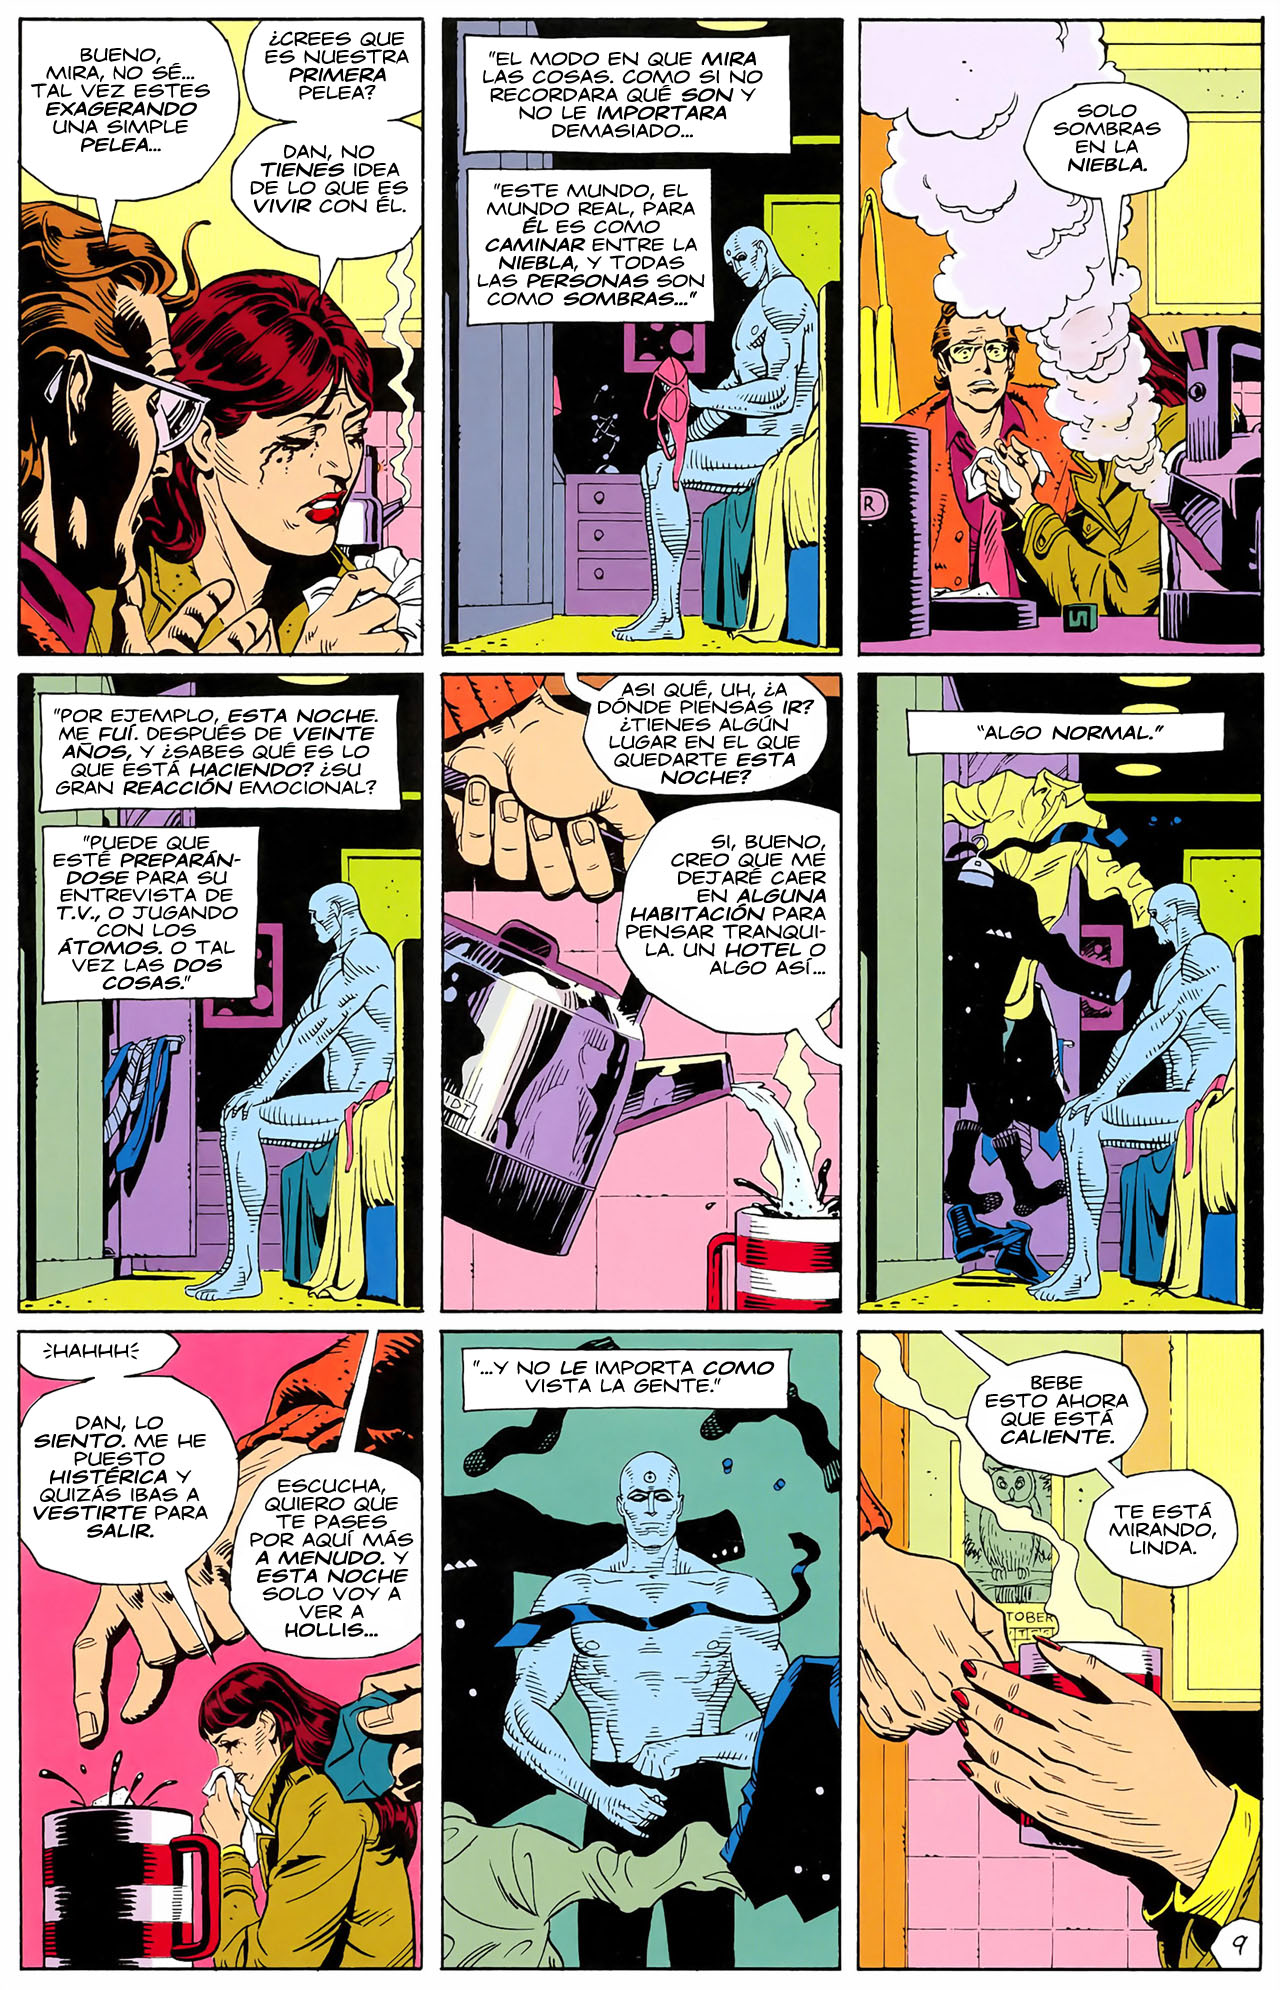 BUENO,
MIRA, NO SÉ...
TAL VEZ ESTES
EXAGERANDO
UNA SIMPLE
PELEA...
¿CREES QUE
ES NUESTRA
PRIMERA
PELEA?
DAN, NO
TIENES IDEA
DE LO QUE ES
VIVIR CON ÉL.
"EL MODO EN QUE MIRA
LAS COSAS. COMO SI NO
RECORDARA QUÉ SON Y
NO LE IMPORTARA
DEMASIADO...
"ESTE MUNDO, EL
MUNDO REAL, PARA
ÉL ES COMO
CAMINAR ENTRE LA
NIEBLA, Y TODAS
LAS PERSONAS SON
COMO SOMBRAS..."
SOLO
SOMBRAS
EN LA
NIEBLA.
R
S
"POR EJEMPLO, ESTA NOCHE.
ME FUÍ. DESPUÉS DE VEINTE
AÑOS, Y ¿SABES QUÉ ES LO
QUE ESTÁ HACIENDO? ¿SU
GRAN REACCIÓN EMOCIONAL?
"PUEDE QUE
ESTÉ PREPARÁN-
DOSE PARA SU
ENTREVISTA DE
T.V., O JUGANDO
CON LOS
ÁTOMOS. O TAL
VEZ LAS DOS
COSAS."
ASI QUÉ, UH, ¿A
DÓNDE PIENSAS IR?
¿TIENES ALGÚN
LUGAR EN EL QUE
QUEDARTE ESTA
NOCHE?
SI, BUENO,
CREO QUE ME
DEJARÉ CAER
EN ALGUNA
HABITACIÓN PARA
PENSAR TRANQUI-
LA. UN HOTEL O
ALGO ASÍ...
IDT
"ALGO NORMAL."
HAHHH
DAN, LO
SIENTO. ME HE
PUESTO
HISTÉRICA Y
QUIZÁS IBAS A
VESTIRTE PARA
SALIR.
ESCUCHA,
QUIERO QUE
TE PASES
POR AQUÍ MÁS
A MENUDO. Y
ESTA NOCHE
SOLO VOY A
VER A
HOLLIS...
"...Y NO LE IMPORTA COMO
VISTA LA GENTE."
BEBE
ESTO AHORA
QUE ESTÁ
CALIENTE.
TE ESTÁ
MIRANDO,
LINDA.
TOBER
9